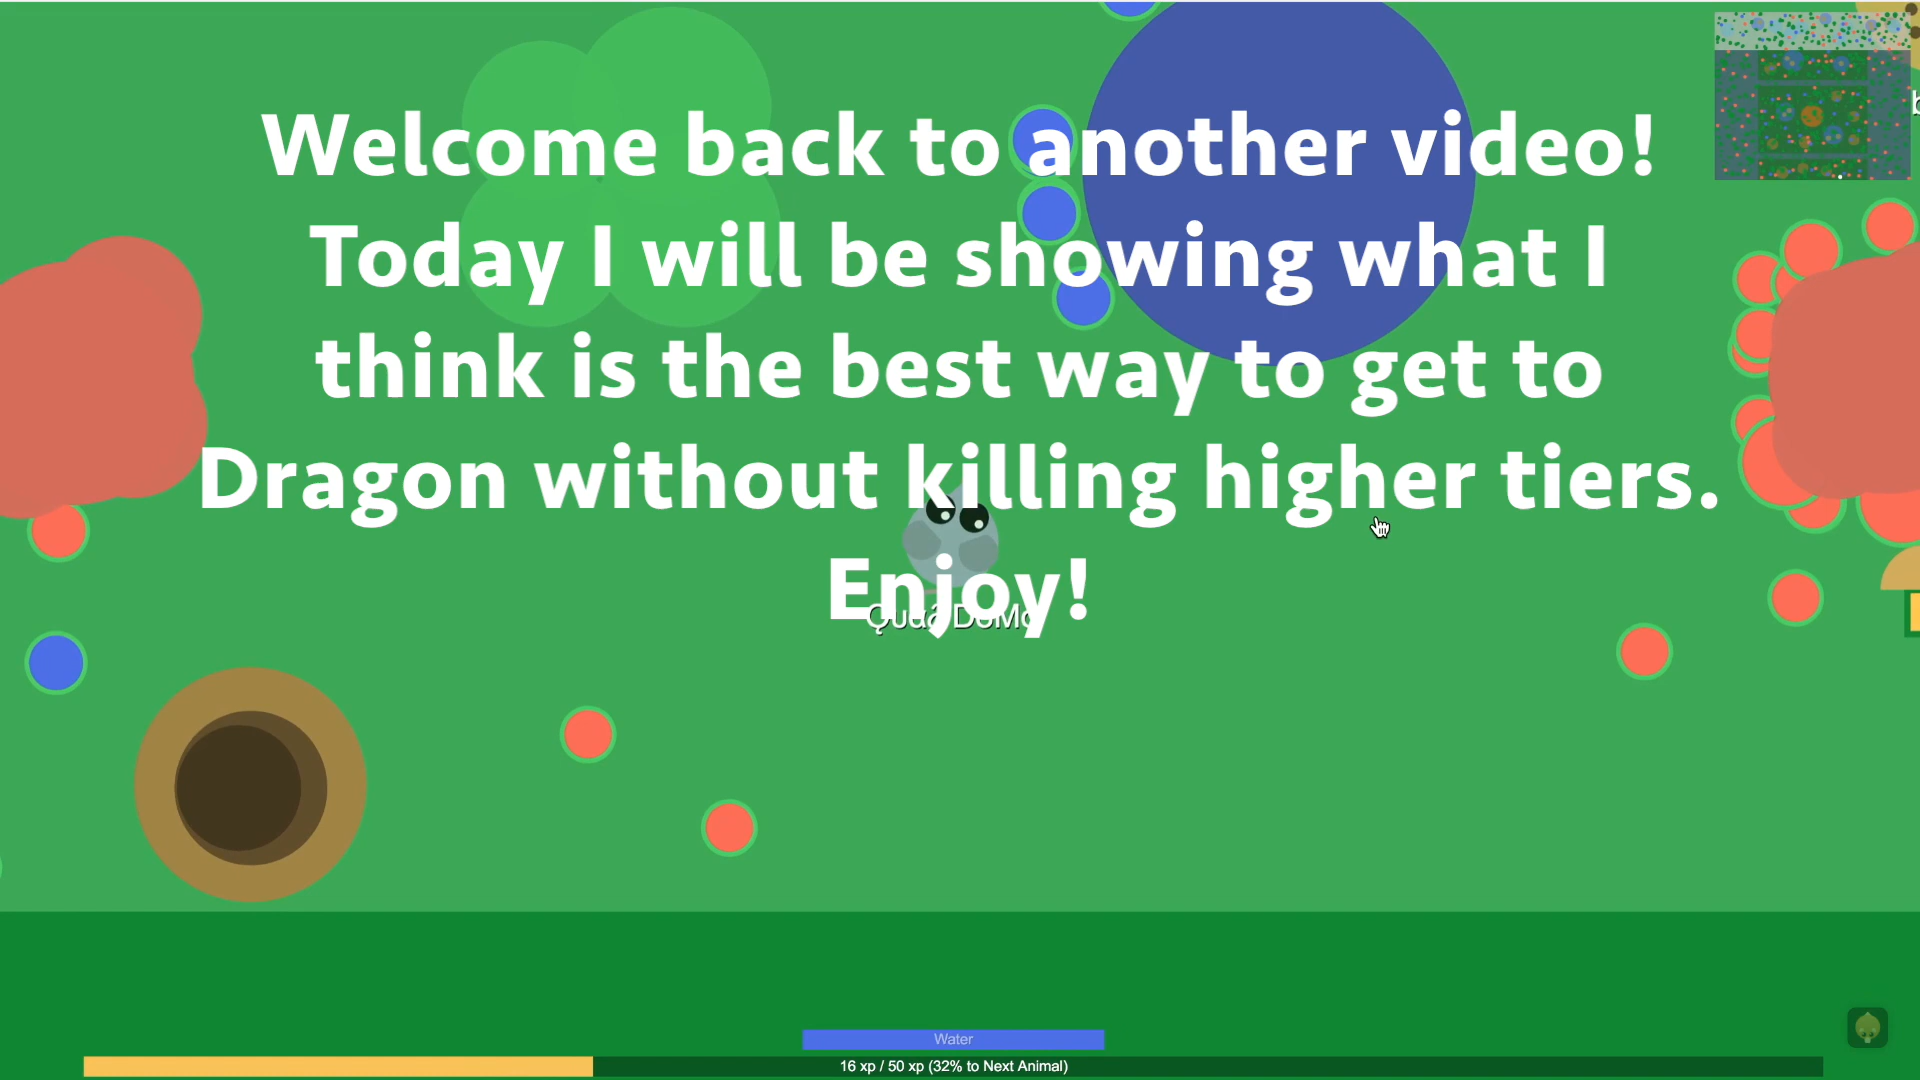 Welcome back to another video!
Today I will be showing what I
think is the best way to get to
Dragon without killing higher tiers.
Enjoy!
Water
16 xp / 50 xp (32% to Next Animal)